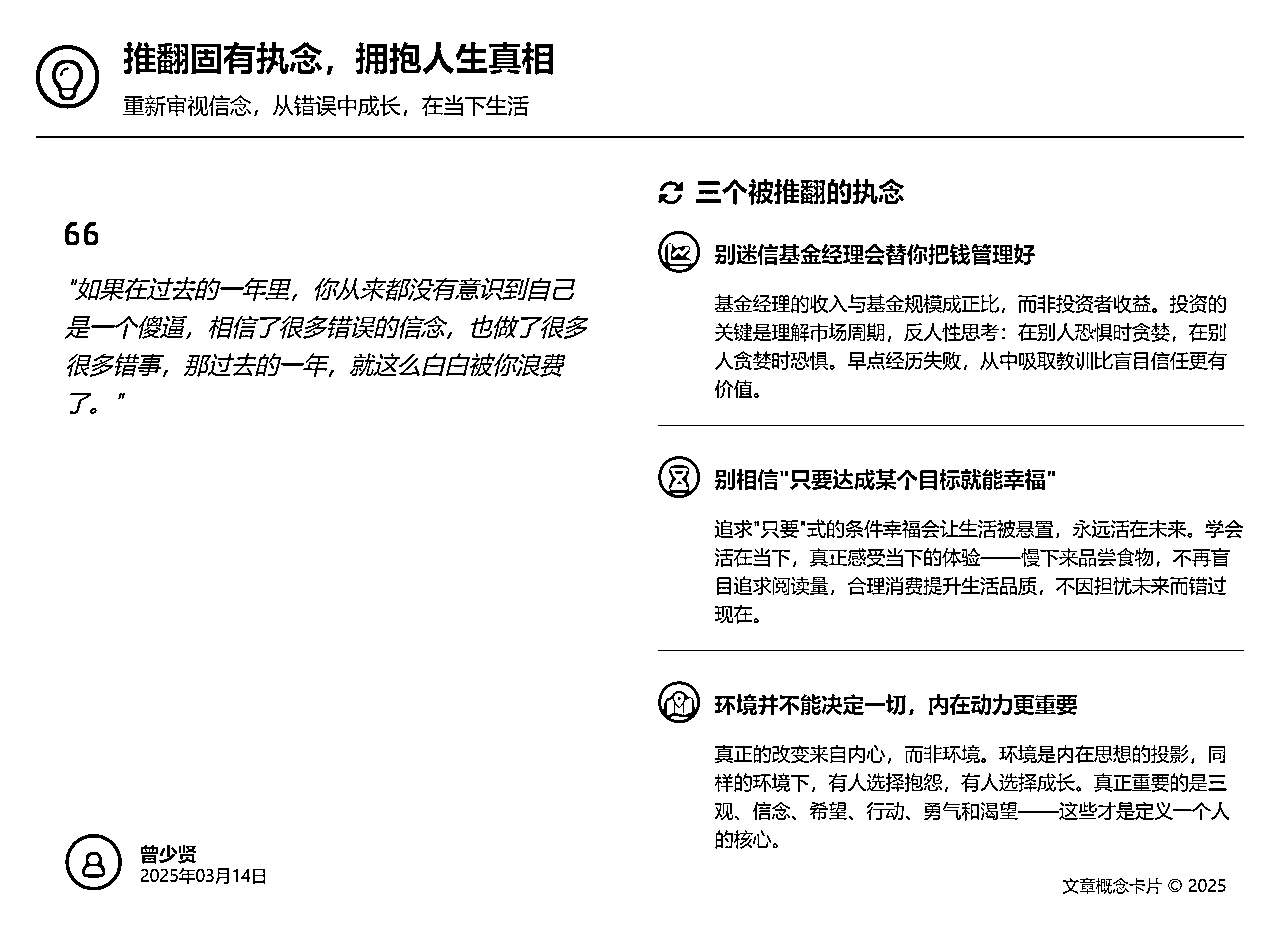 推翻固有执念，拥抱人生真相
重新审视信念，从错误中成长，在当下生活
"如果在过去的一年里，你从来都没有意识到自己
是一个傻逼，相信了很多错误的信念，也做了很多
很多错事，那过去的一年，就这么白白被你浪费
了。"
曾少贤
2025年03月14日
三个被推翻的执念
别迷信基金经理会替你把钱管理好
基金经理的收入与基金规模成正比，而非投资者收益。投资的
关键是理解市场周期，反人性思考：在别人恐惧时贪婪，在别
人贪婪时恐惧。早点经历失败，从中吸取教训比盲目信任更有
价值。
别相信"只要达成某个目标就能幸福"
追求"只要"式的条件幸福会让生活被悬置，永远活在未来。学会
活在当下，真正感受当下的体验——慢下来品尝食物，不再盲
目追求阅读量，合理消费提升生活品质，不因担忧未来而错过
现在。
环境并不能决定一切，内在动力更重要
真正的改变来自内心，而非环境。环境是内在思想的投影，同
样的环境下，有人选择抱怨，有人选择成长。真正重要的是三
观、信念、希望、行动、勇气和渴望——这些才是定义一个人
的核心。
文章概念卡片 © 2025